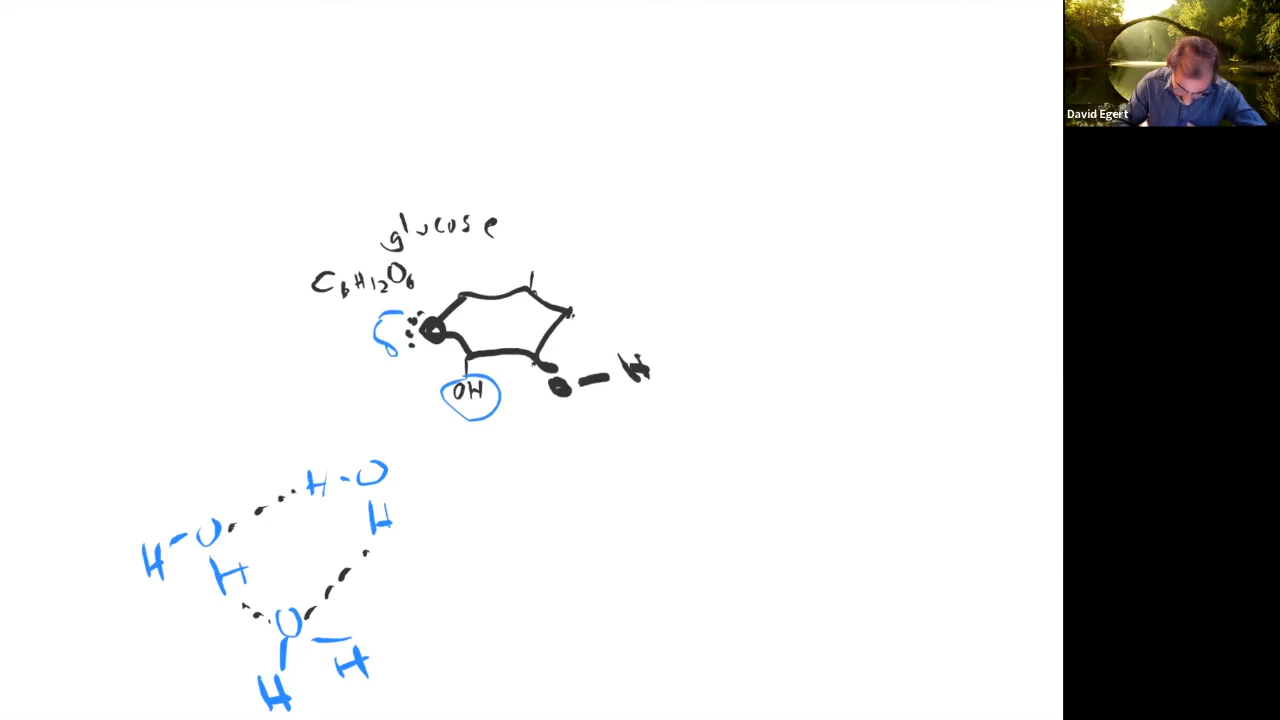 David Egert
glucose
C6H12O6
δ
OH
O - H
H - O
H - O
H
H
O
H
H